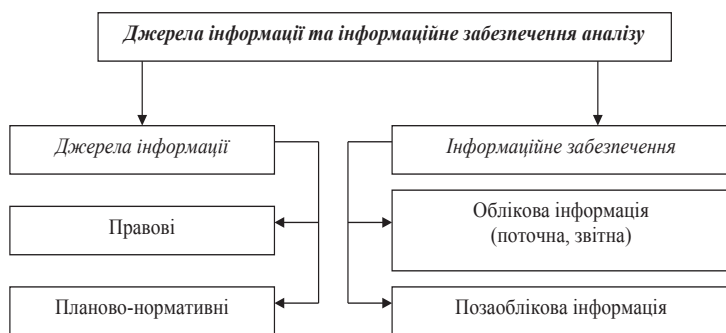 Джерела інформації та інформаційне забезпечення аналізу
Джерела інформації
Інформаційне забезпечення
Правові
Облікова інформація
(поточна, звітна)
Планово-нормативні
Позаоблікова інформація